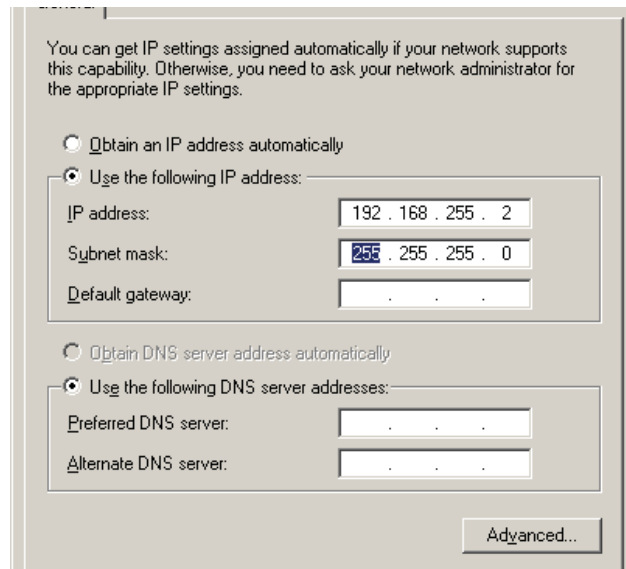 General
You can get IP settings assigned automatically if your network supports
this capability. Otherwise, you need to ask your network administrator for
the appropriate IP settings.
Obtain an IP address automatically
Use the following IP address:
IP address: 192 . 168 . 255 . 2
Subnet mask: 255 . 255 . 255 . 0
Default gateway: . . .
Obtain DNS server address automatically
Use the following DNS server addresses:
Preferred DNS server: . . .
Alternate DNS server: . . .
Advanced...